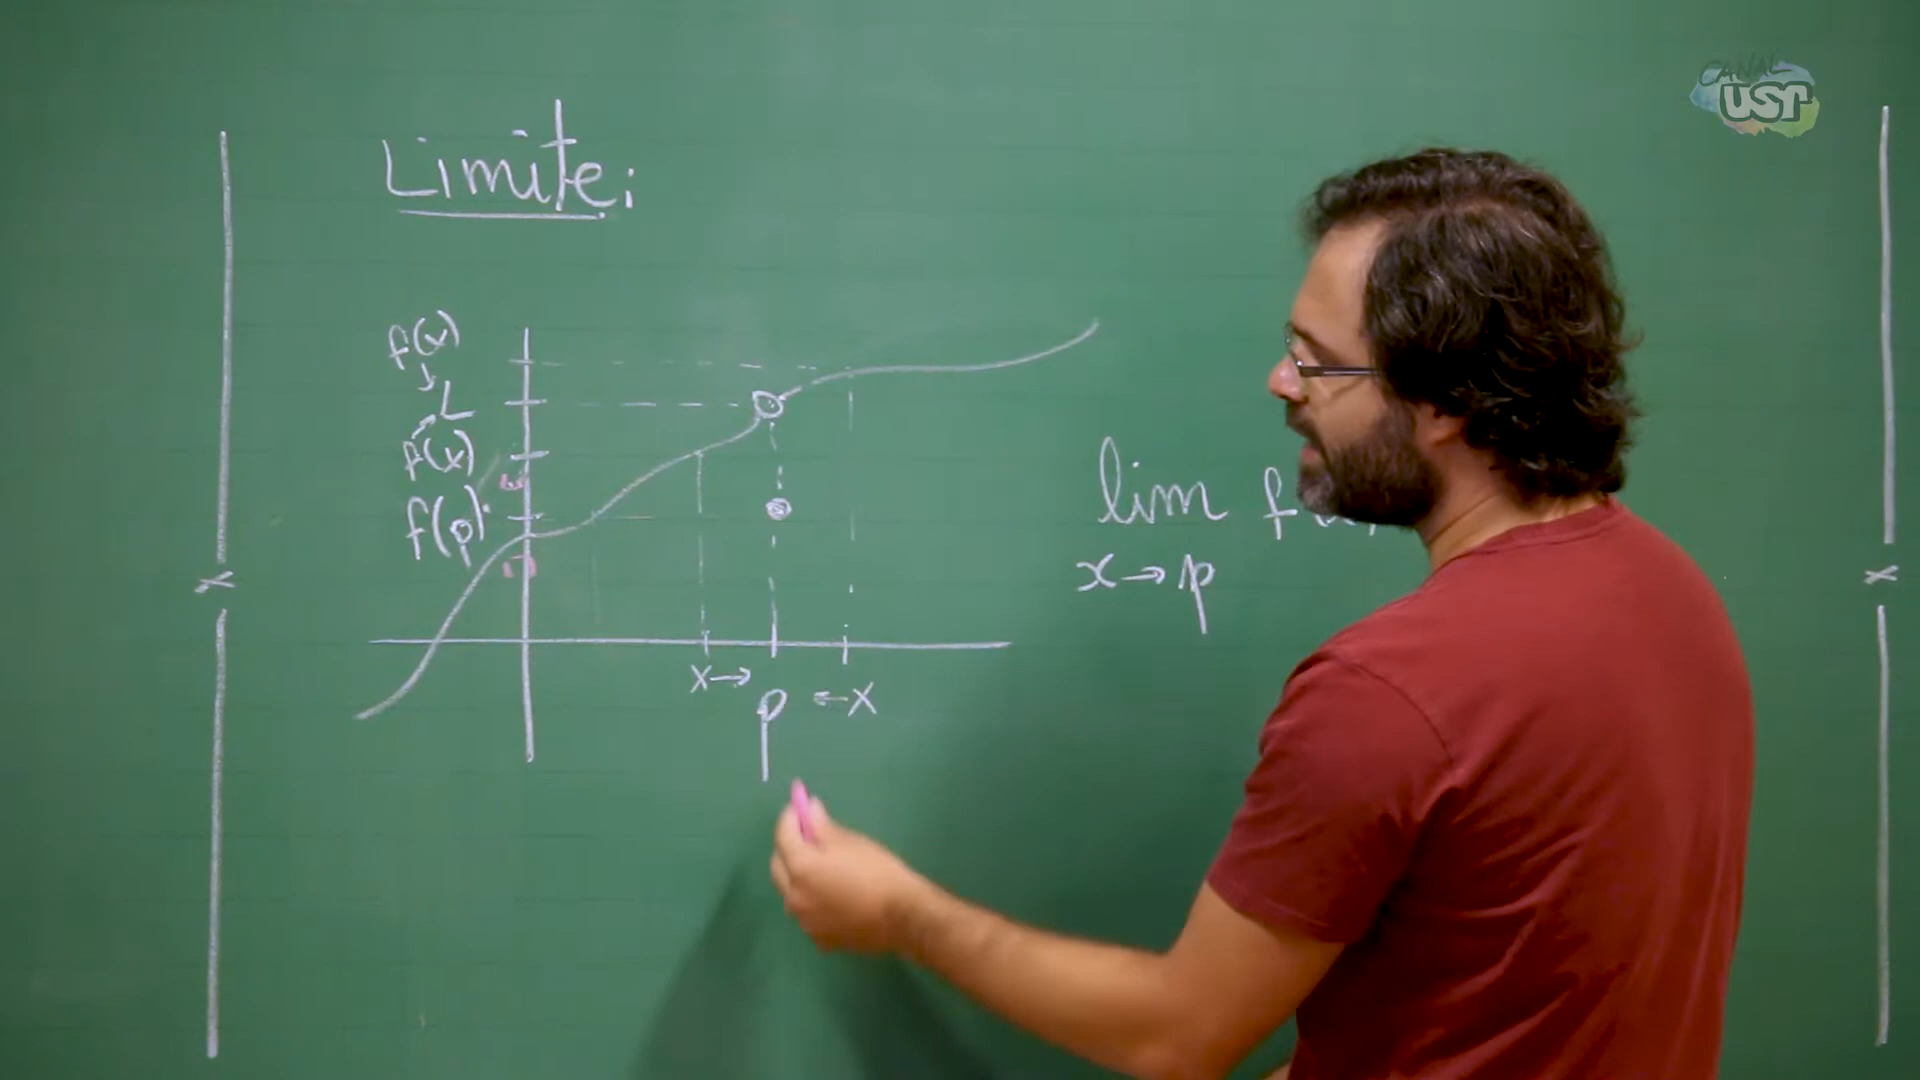 CANAL
USP
Limite:
f(x)
↓
L
↗
f(x)
f(p)
lim f
x→p
x→
p
←x